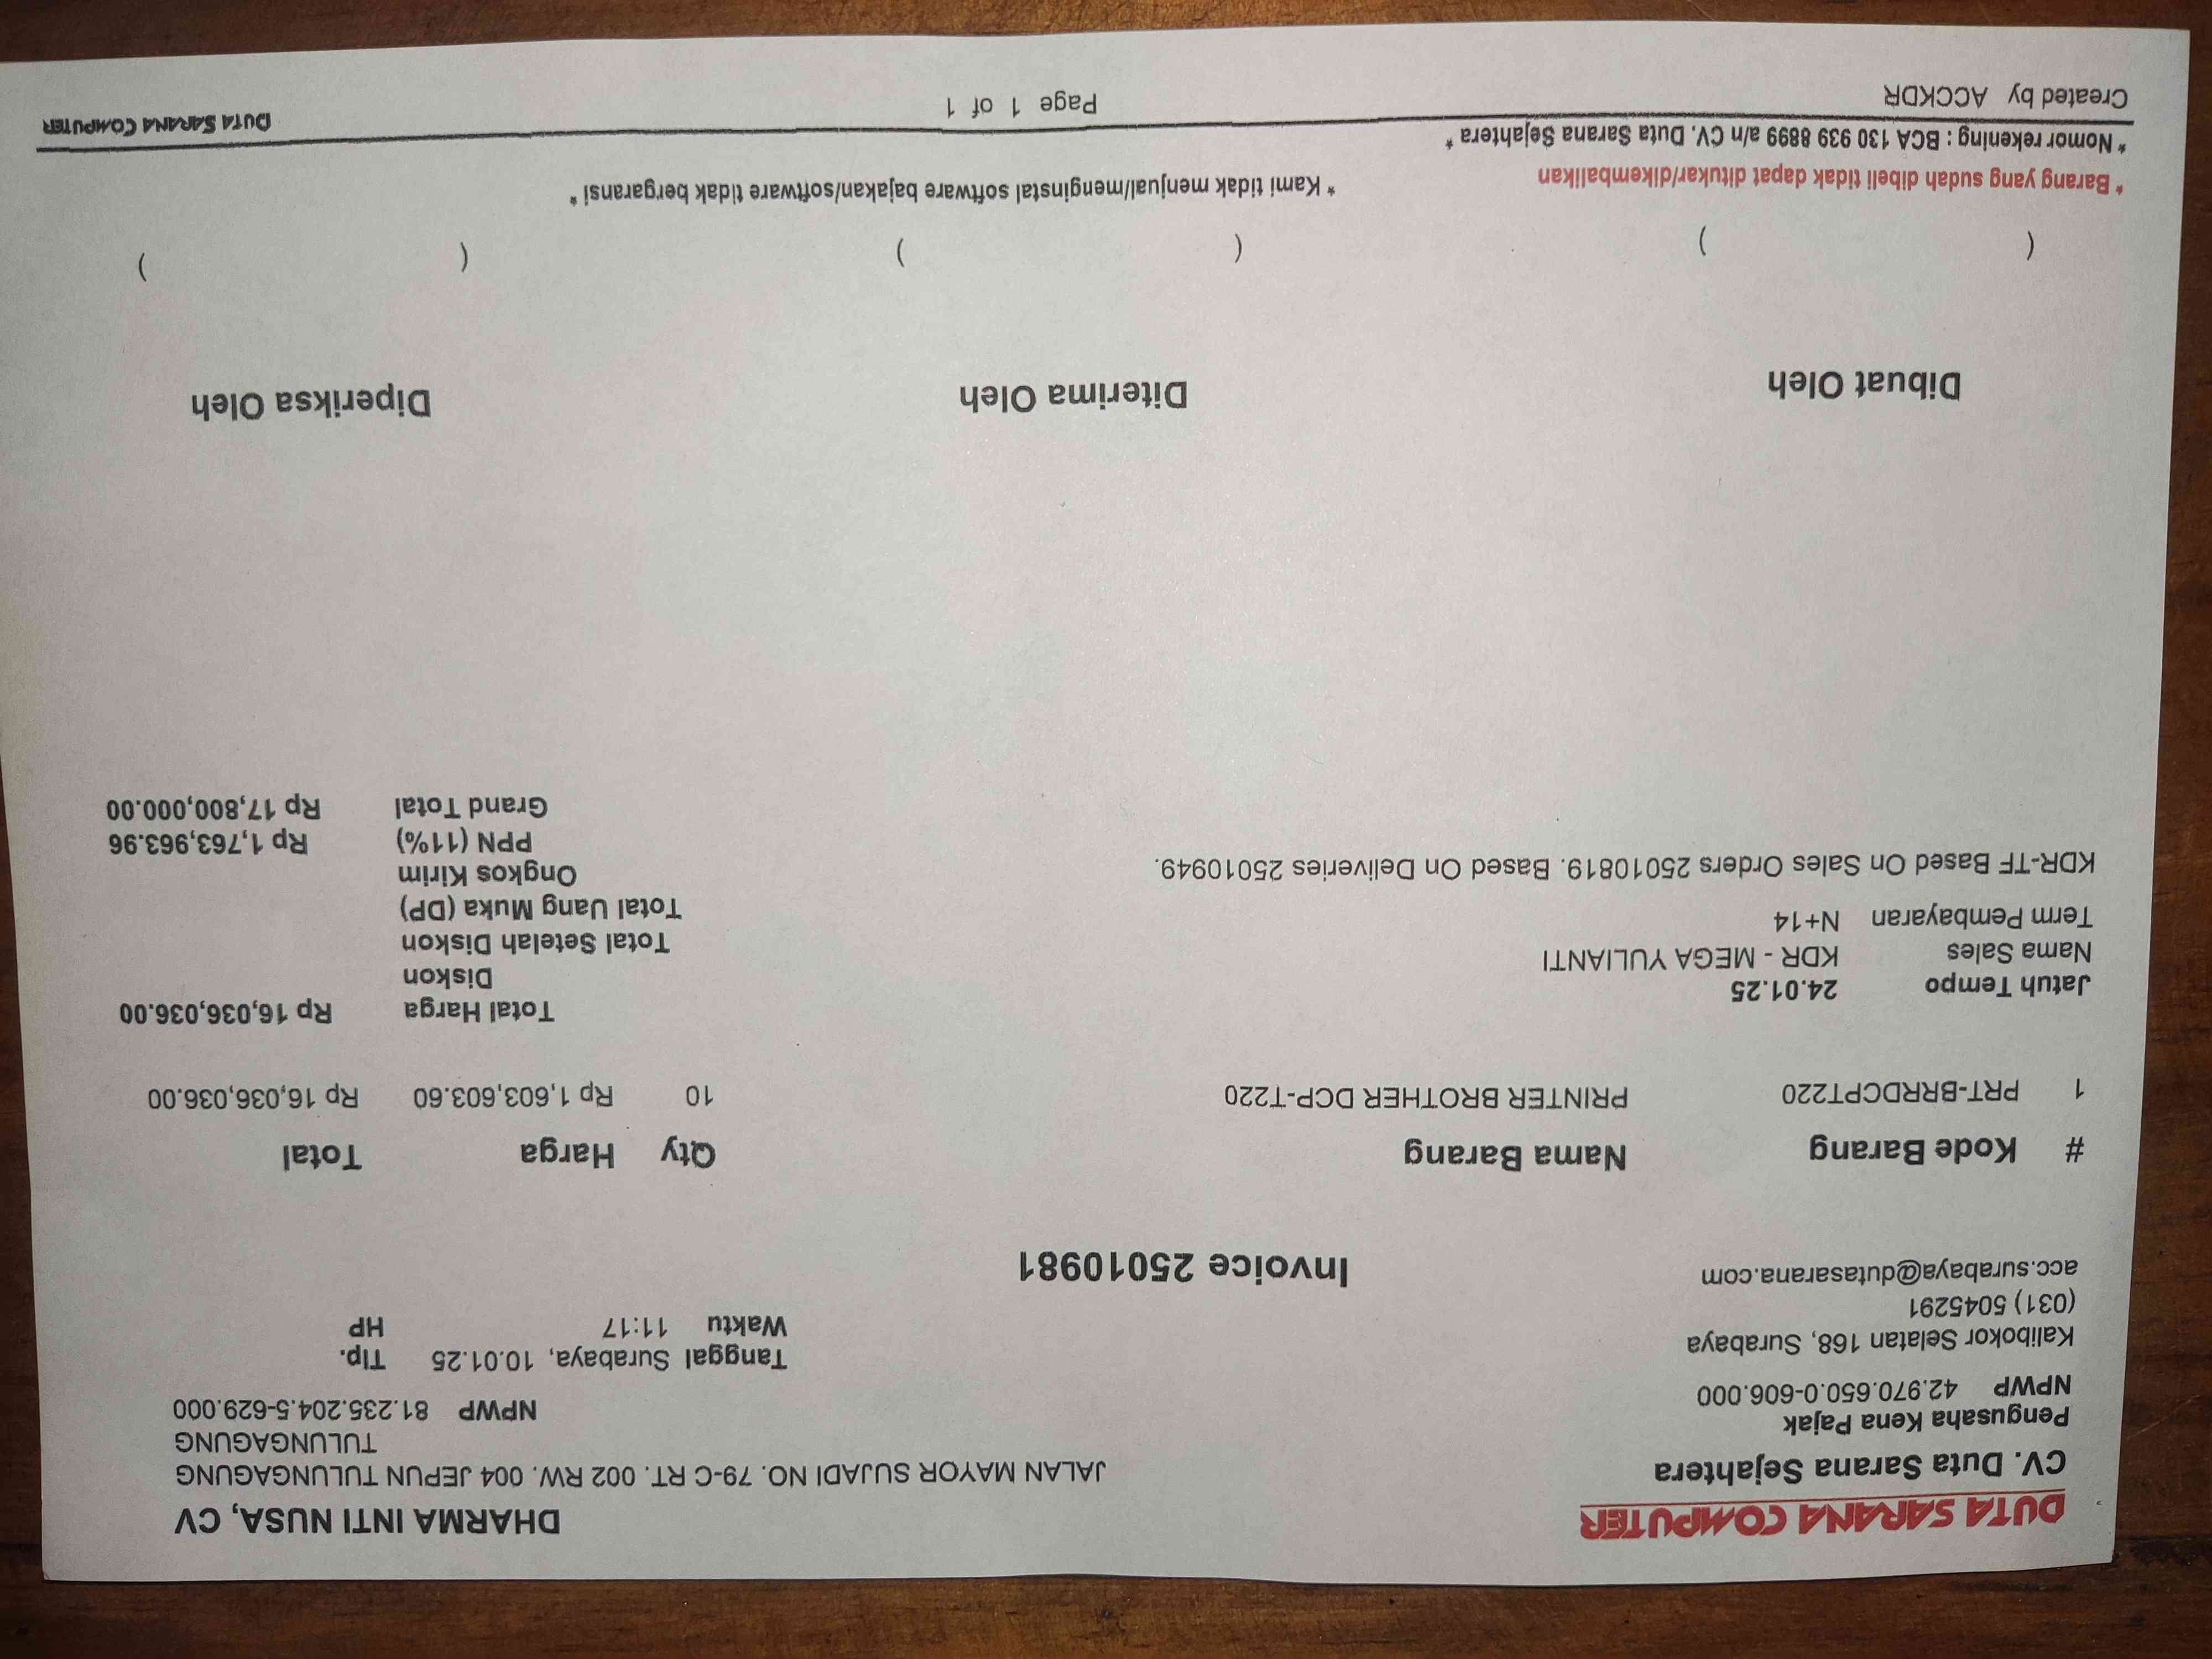 DUTA SARANA COMPUTER
CV. Duta Sarana Sejahtera
Pengusaha Kena Pajak
NPWP 42.970.650.0-606.000
Kalibokor Selatan 168, Surabaya
(031) 5045291
acc.surabaya@dutasarana.com
DHARMA INTI NUSA, CV
JALAN MAYOR SUJADI NO. 79-C RT. 002 RW. 004 JEPUN TULUNGAGUNG
TULUNGAGUNG
NPWP 81.235.204.5-629.000
Tanggal Surabaya, 10.01.25 Tlp.
Waktu 11:17 HP
Invoice 25010981
# Kode Barang Nama Barang Qty Harga Total
1 PRT-BRRDCPT220 PRINTER BROTHER DCP-T220 10 Rp 1,603,603.60 Rp 16,036,036.00
Jatuh Tempo 24.01.25
Nama Sales KDR - MEGA YULIANTI
Term Pembayaran N+14
KDR-TF Based On Sales Orders 25010819. Based On Deliveries 25010949.
Total Harga Rp 16,036,036.00
Diskon
Total Setelah Diskon
Total Uang Muka (DP)
Ongkos Kirim
PPN (11%) Rp 1,763,963.96
Grand Total Rp 17,800,000.00
Dibuat Oleh Diterima Oleh Diperiksa Oleh
( ) ( ) ( )
* Barang yang sudah dibeli tidak dapat ditukar/dikembalikan * Kami tidak menjual/menginstal software bajakan/software tidak bergaransi *
* Nomor rekening : BCA 130 939 8899 a/n CV. Duta Sarana Sejahtera *
Created by ACCKDR Page 1 of 1 DUTA SARANA COMPUTER